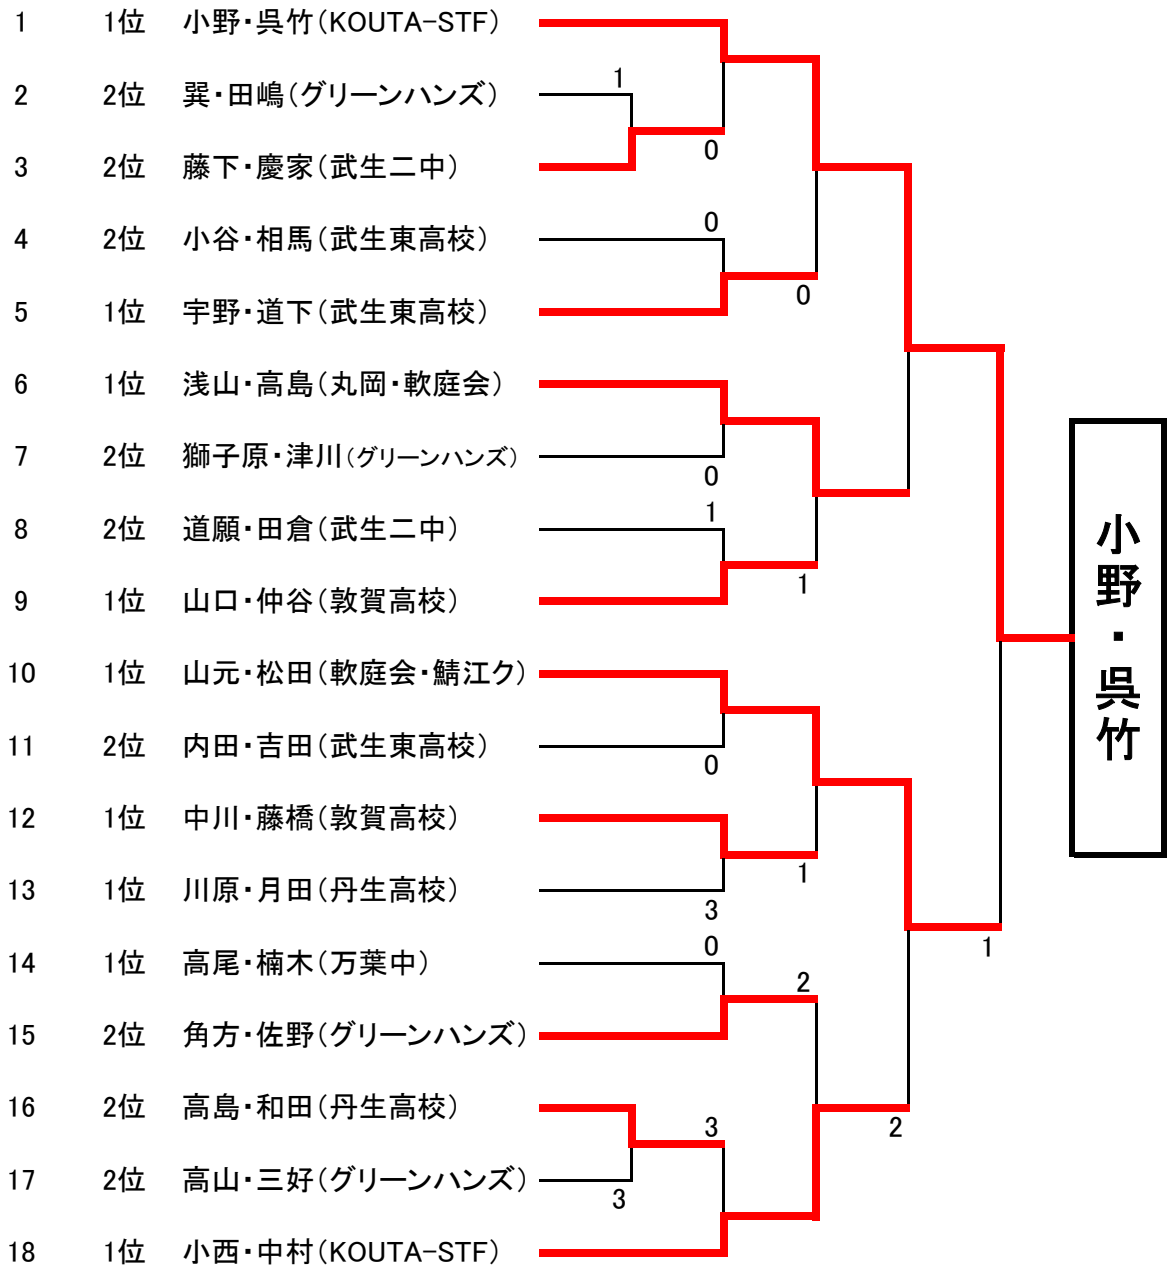 1 1位 小野・呉竹(KOUTA-STF)
1
2 2位 巽・田嶋(グリーンハンズ)
0
3 2位 藤下・慶家(武生二中)
0
4 2位 小谷・相馬(武生東高校)
0
5 1位 宇野・道下(武生東高校)
6 1位 浅山・高島(丸岡・軟庭会)
7 2位 獅子原・津川(グリーンハンズ)
0
1
8 2位 道願・田倉(武生二中)
1
9 1位 山口・仲谷(敦賀高校)
小野・呉竹
10 1位 山元・松田(軟庭会・鯖江ク)
11 2位 内田・吉田(武生東高校)
0
12 1位 中川・藤橋(敦賀高校)
1
13 1位 川原・月田(丹生高校)
3
0
1
14 1位 高尾・楠木(万葉中)
2
15 2位 角方・佐野(グリーンハンズ)
16 2位 高島・和田(丹生高校)
3
2
17 2位 高山・三好(グリーンハンズ)
3
18 1位 小西・中村(KOUTA-STF)